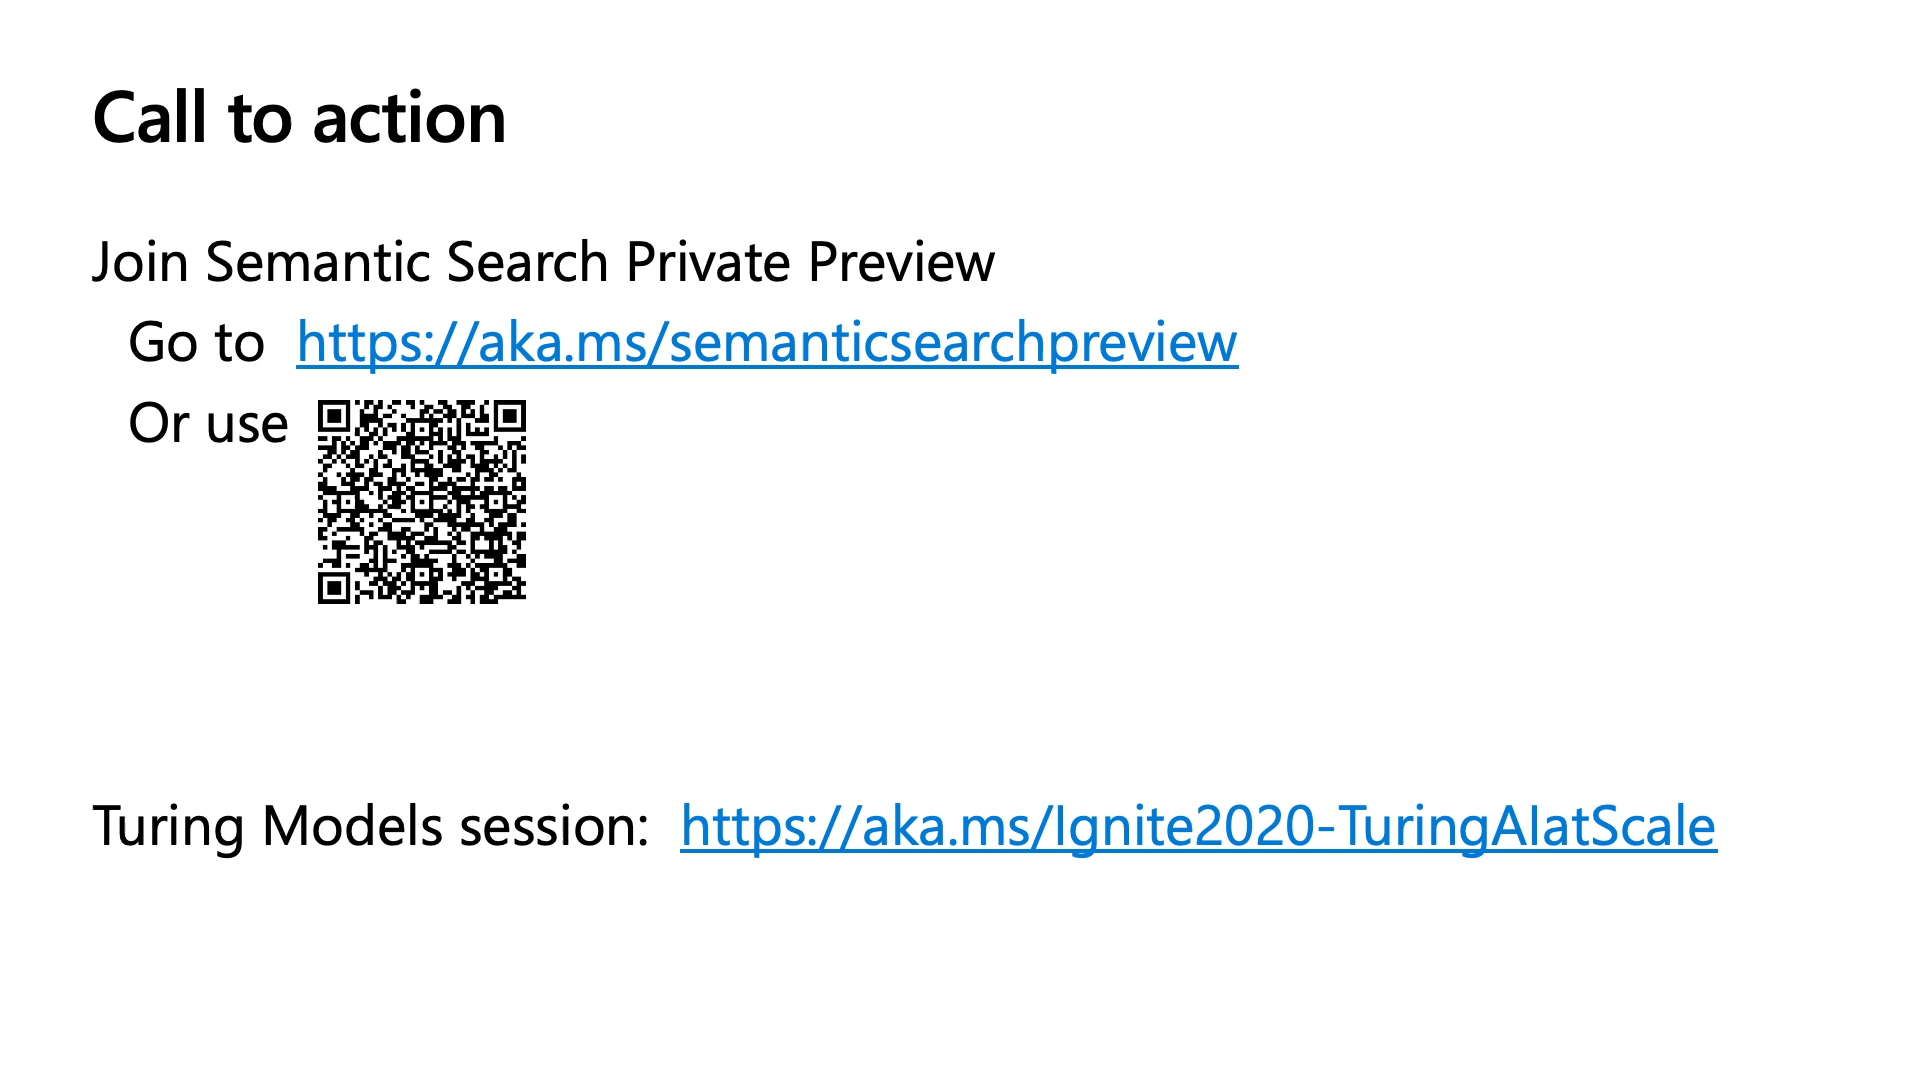 Call to action
Join Semantic Search Private Preview
Go to https://aka.ms/semanticsearchpreview
Or use
Turing Models session: https://aka.ms/Ignite2020-TuringAIatScale